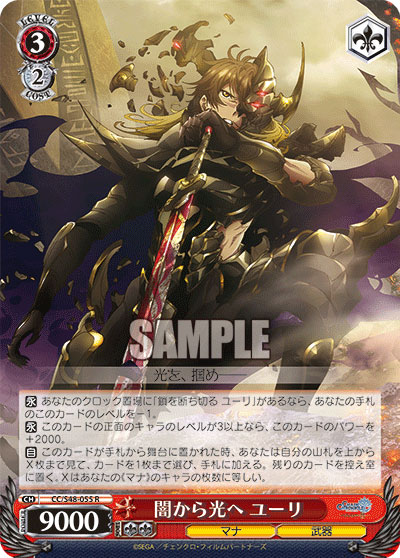 LEVEL
3
2
COST
SAMPLE
光を、掴め──
永 あなたのクロック置場に「鎖を断ち切る ユーリ」があるなら、あなたの手札
のこのカードのレベルを－1。
永 このカードの正面のキャラのレベルが3以上なら、このカードのパワーを
＋2000。
自 このカードが手札から舞台に置かれた時、あなたは自分の山札を上から
X枚まで見て、カードを1枚まで選び、手札に加える。残りのカードを控え室
に置く。Xはあなたの《マナ》のキャラの枚数に等しい。
CH
CC/S48-055 R
闇から光へ ユーリ
9000
マナ
武器
©SEGA／チェンクロ・フィルムパートナーズ